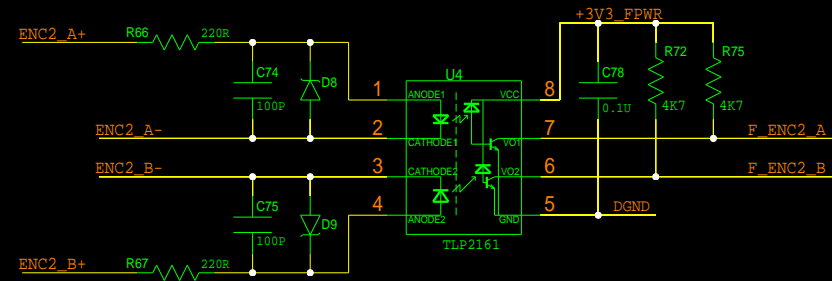 +3V3_FPWR
ENC2_A+
R66
220R
R72
R75
C74
D8
U4
C78
100P
1
ANODE1
VCC
8
0.1U
4K7
4K7
ENC2_A-
2
CATHODE1
VO1
7
F_ENC2_A
ENC2_B-
3
CATHODE2
VO2
6
F_ENC2_B
C75
D9
4
ANODE2
GND
5
DGND
100P
TLP2161
ENC2_B+
R67
220R